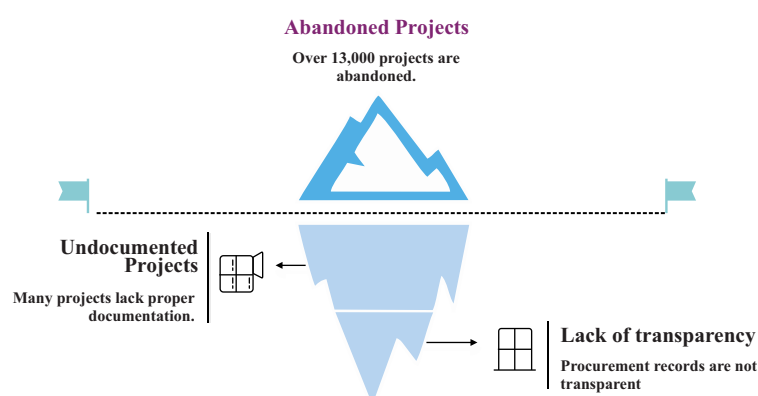 Abandoned Projects
Over 13,000 projects are
abandoned.
Undocumented
Projects
Many projects lack proper
documentation.
Lack of transparency
Procurement records are not
transparent